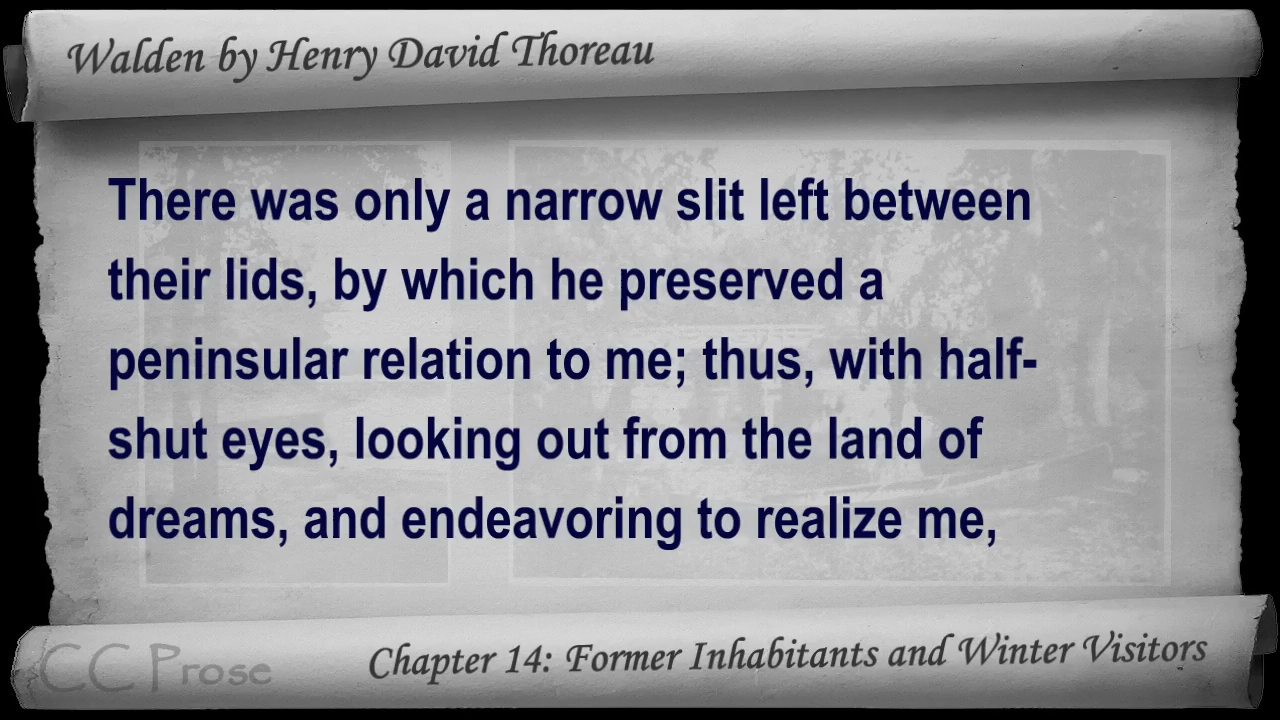 Walden by Henry David Thoreau
There was only a narrow slit left between
their lids, by which he preserved a
peninsular relation to me; thus, with half-
shut eyes, looking out from the land of
dreams, and endeavoring to realize me,
CC Prose
Chapter 14: Former Inhabitants and Winter Visitors